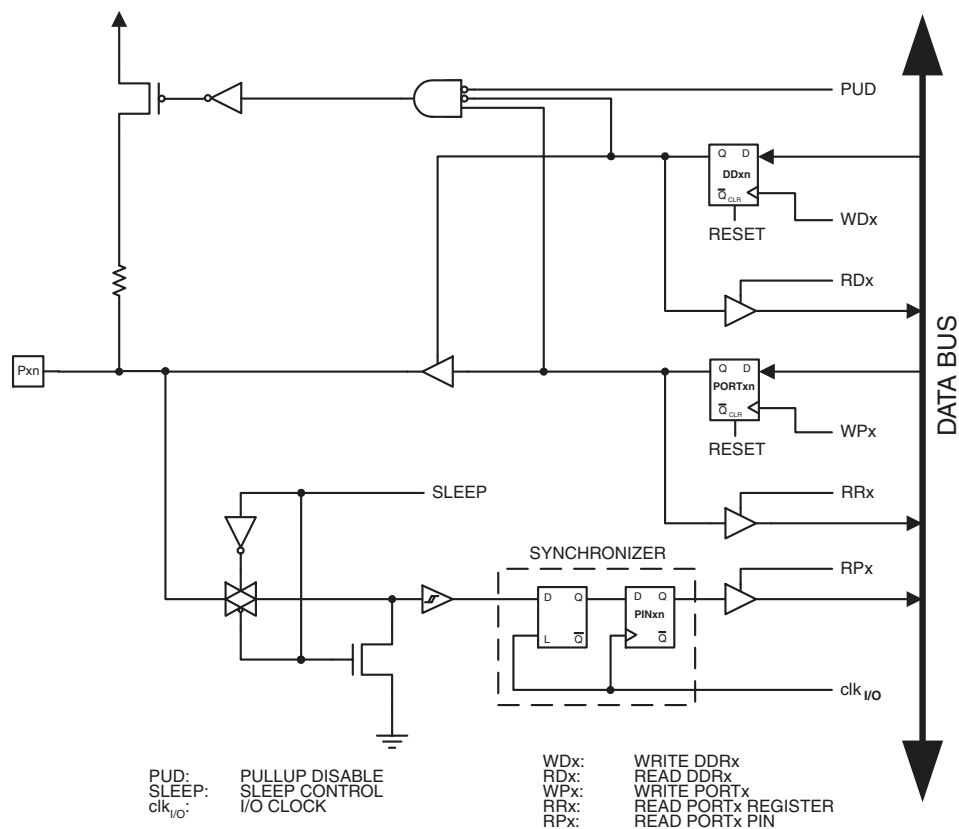 PUD
Q D
DDxn
Q CLR
WDx
RESET
RDx
Pxn
Q D
PORTxn
Q CLR
WPx
RESET
DATA BUS
SLEEP
RRx
SYNCHRONIZER
RPx
D Q
L Q
D Q
PINxn
Q
clk I/O
PUD: PULLUP DISABLE
SLEEP: SLEEP CONTROL
clk I/O: I/O CLOCK
WDx: WRITE DDRx
RDx: READ DDRx
WPx: WRITE PORTx
RRx: READ PORTx REGISTER
RPx: READ PORTx PIN